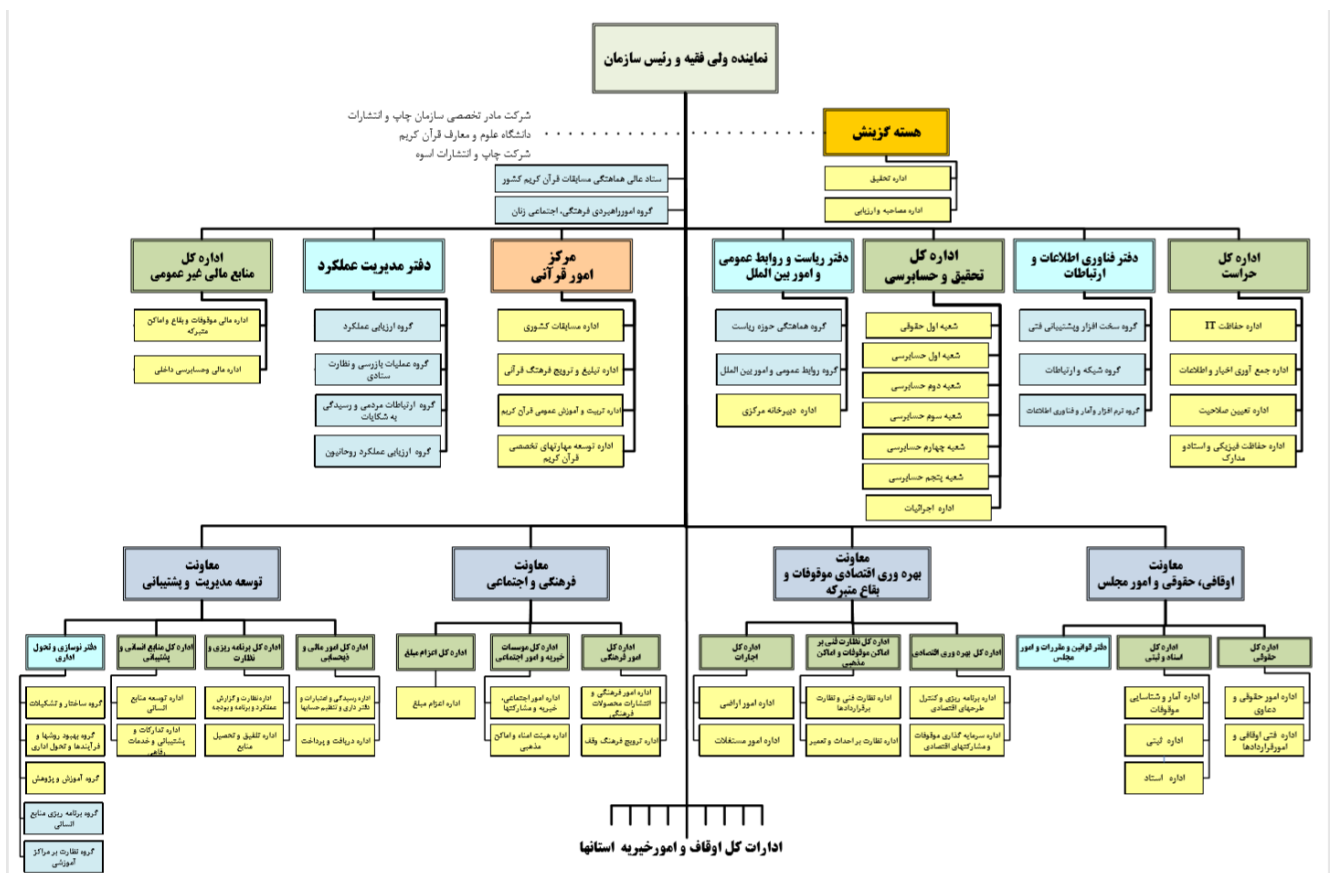 نماینده ولی فقیه و رئیس سازمان
شرکت مادر تخصصی سازمان چاپ و انتشارات
دانشگاه علوم و معارف قرآن کریم
شرکت چاپ و انتشارات اسوه
هسته گزینش
اداره تحقیق
اداره مصاحبه و ارزیابی
ستاد عالی هماهنگی مسابقات قرآن کریم کشور
گروه امورراهبردی فرهنگی، اجتماعی زنان
اداره کل
حراست
اداره حفاظت IT
اداره جمع آوری اخبار و اطلاعات
اداره تعیین صلاحیت
اداره حفاظت فیزیکی و اسنادو
مدارک
دفتر فناوری اطلاعات و
ارتباطات
گروه سخت افزار وپشتیبانی فنی
گروه شبکه و ارتباطات
گروه نرم افزار وآمار و فناوری اطلاعات
اداره کل
تحقیق و حسابرسی
شعبه اول حقوقی
شعبه اول حسابرسی
شعبه دوم حسابرسی
شعبه سوم حسابرسی
شعبه چهارم حسابرسی
شعبه پنجم حسابرسی
اداره اجرائیات
دفتر ریاست و روابط عمومی
و امور بین الملل
گروه هماهنگی حوزه ریاست
گروه روابط عمومی و امور بین الملل
اداره دبیرخانه مرکزی
مرکز
امور قرآنی
اداره مسابقات کشوری
اداره تبلیغ و ترویج فرهنگ قرآنی
اداره تربیت و آموزش عمومی قرآن کریم
اداره توسعه مهارتهای تخصصی
قرآن کریم
دفتر مدیریت عملکرد
گروه ارزیابی عملکرد
گروه عملیات بازرسی و نظارت
ستادی
گروه ارتباطات مردمی و رسیدگی
به شکایات
گروه ارزیابی عملکرد روحانیون
اداره کل
منابع مالی غیر عمومی
اداره مالی موقوفات و بقاع و اماکن
متبرکه
اداره مالی وحسابرسی داخلی
معاونت
اوقافی، حقوقی و امور مجلس
اداره کل
حقوقی
اداره امور حقوقی و
دعاوی
اداره فنی اوقافی و
امورقراردادها
اداره کل
اسناد و ثبتی
اداره آمار و شناسایی
موقوفات
اداره ثبتی
اداره اسناد
دفتر قوانین و مقررات و امور
مجلس
معاونت
بهره وری اقتصادی موقوفات و
بقاع متبرکه
اداره کل بهره وری اقتصادی
اداره برنامه ریزی و کنترل
طرحهای اقتصادی
اداره سرمایه گذاری موقوفات
و مشارکتهای اقتصادی
اداره کل نظارت فنی بر
اماکن موقوفات و اماکن
مذهبی
اداره نظارت فنی و نظارت
برقراردادها
اداره نظارت بر احداث و تعمیر
اداره کل
اجارات
اداره امور اراضی
اداره امور مستغلات
معاونت
فرهنگی و اجتماعی
اداره کل
امور فرهنگی
اداره امور فرهنگی و
انتشارات محصولات
فرهنگی
اداره ترویج فرهنگ وقف
اداره کل موسسات
خیریه و امور اجتماعی
اداره امور اجتماعی،
خیریه و مشارکتها
اداره هیئت امناء و اماکن
مذهبی
اداره کل اعزام مبلغ
اداره اعزام مبلغ
معاونت
توسعه مدیریت و پشتیبانی
اداره کل امور مالی و
ذیحسابی
اداره رسیدگی و اعتبارات و
دفتر داری و تنظیم حسابها
اداره دریافت و پرداخت
اداره کل برنامه ریزی و
نظارت
اداره نظارت و گزارش
عملکرد و برنامه و بودجه
اداره تلفیق و تحصیل
منابع
اداره کل منابع انسانی و
پشتیبانی
اداره توسعه منابع
انسانی
اداره تدارکات و
پشتیبانی و خدمات
رفاهی
دفتر نوسازی و تحول
اداری
گروه ساختار و تشکیلات
گروه بهبود روشها و
فرآیندها و تحول اداری
گروه آموزش و پژوهش
گروه برنامه ریزی منابع
انسانی
گروه نظارت بر مراکز
آموزشی
ادارات کل اوقاف و امورخیریه استانها